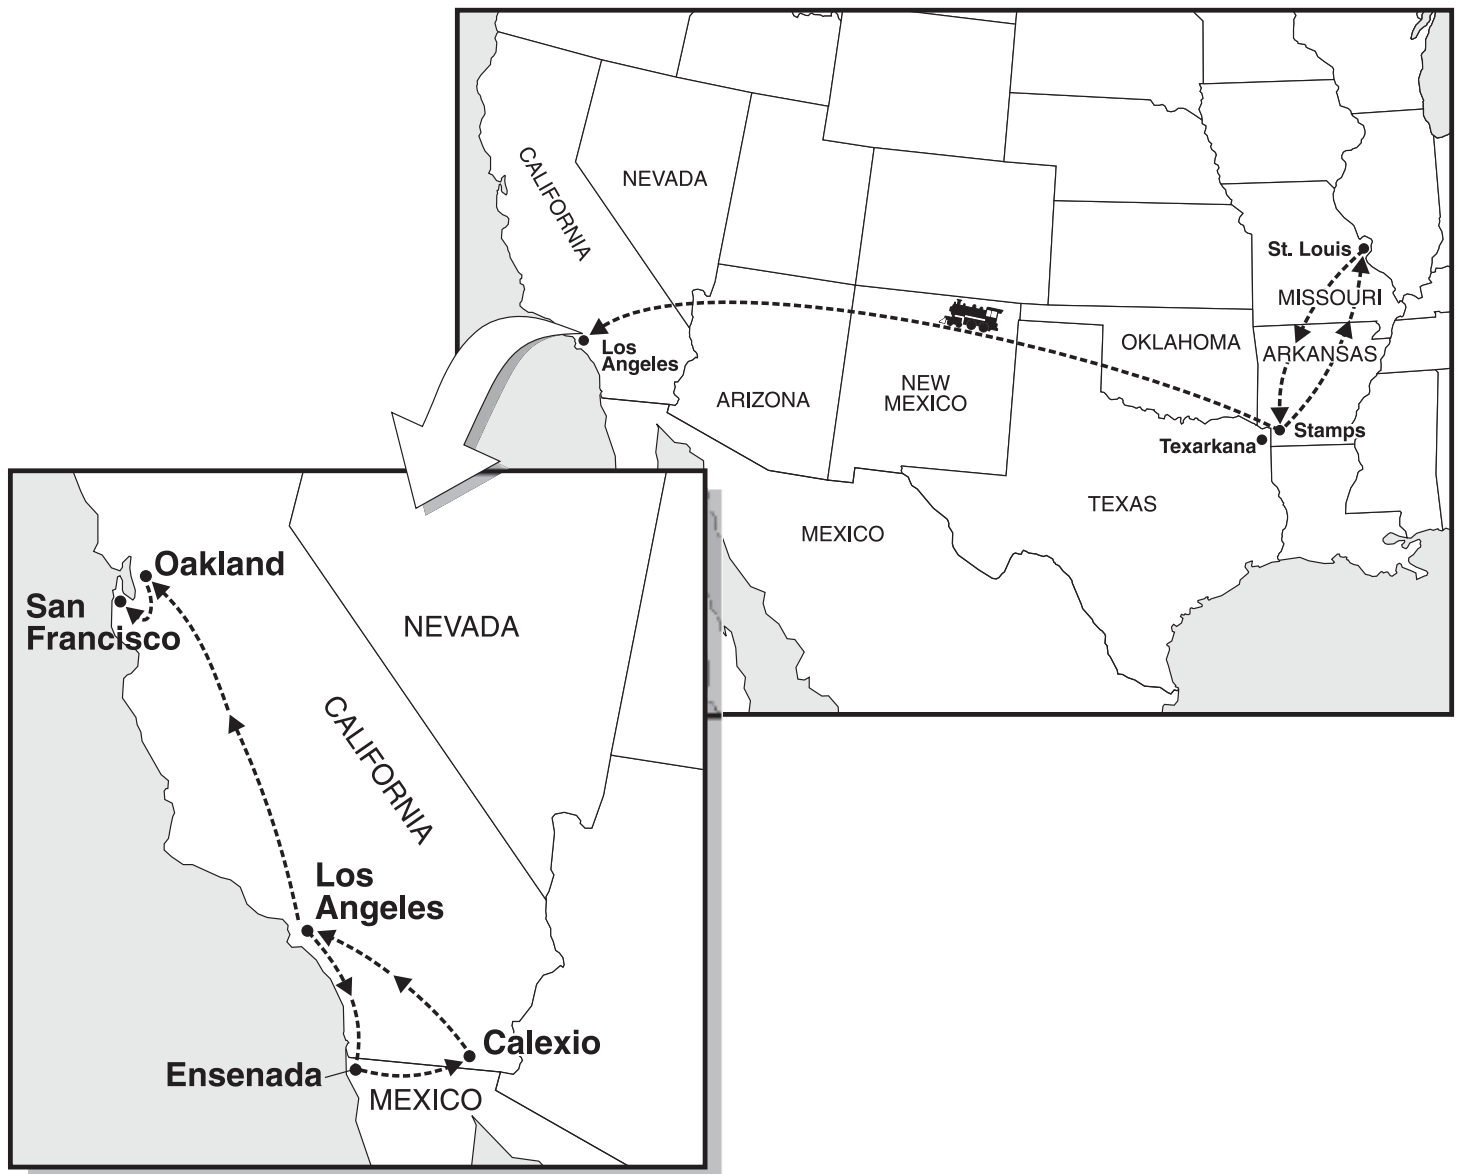 CALIFORNIA
NEVADA
St. Louis
MISSOURI
OKLAHOMA
ARKANSAS
Los
Angeles
ARIZONA
NEW
MEXICO
Stamps
Texarkana
TEXAS
MEXICO
Oakland
San
Francisco
NEVADA
CALIFORNIA
Los
Angeles
Calexio
Ensenada
MEXICO